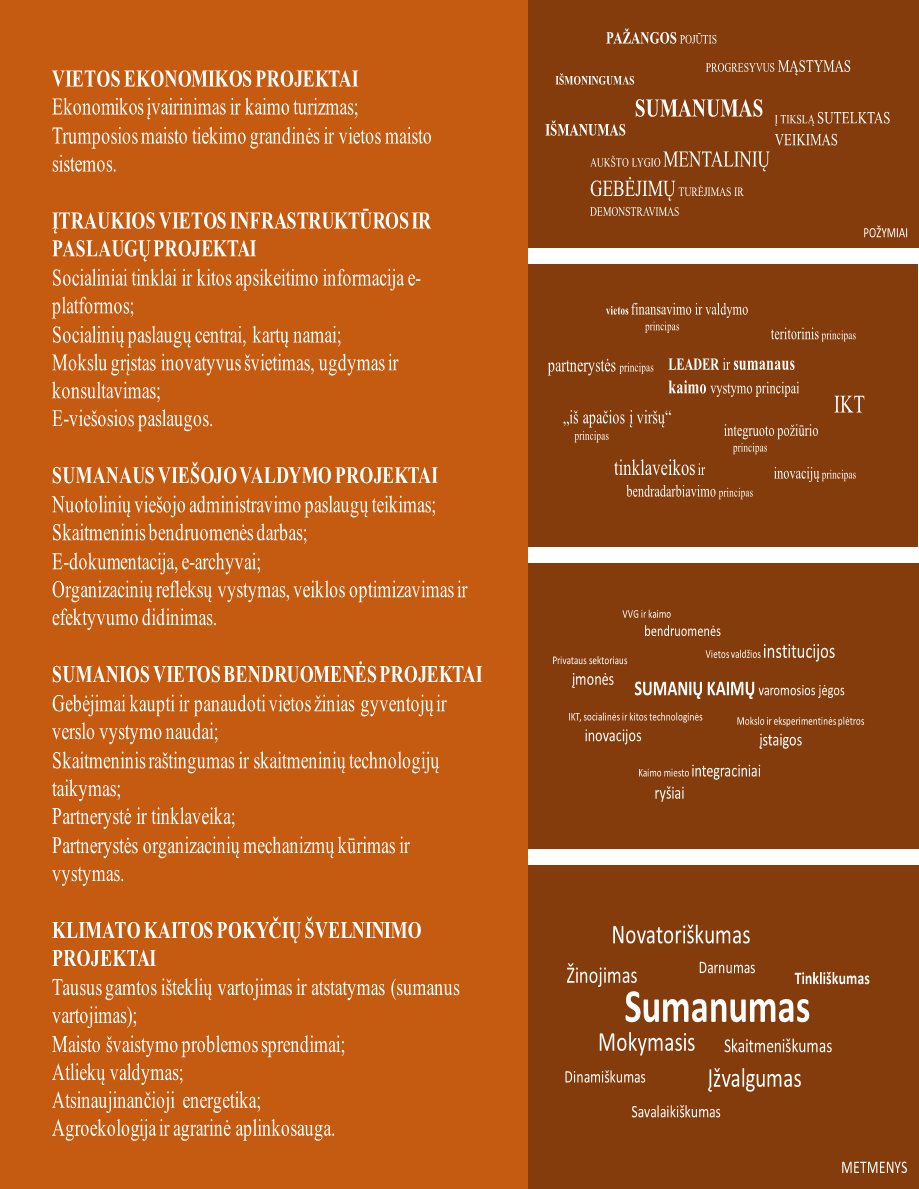 VIETOS EKONOMIKOS PROJEKTAI
Ekonomikos įvairinimas ir kaimo turizmas;
Trumposios maisto tiekimo grandinės ir vietos maisto
sistemos.
ĮTRAUKIOS VIETOS INFRASTRUKTŪROS IR
PASLAUGŲ PROJEKTAI
Socialiniai tinklai ir kitos apsikeitimo informacija e-
platformos;
Socialinių paslaugų centrai, kartų namai;
Mokslu grįstas inovatyvus švietimas, ugdymas ir
konsultavimas;
E-viešosios paslaugos.
SUMANAUS VIEŠOJO VALDYMO PROJEKTAI
Nuotolinių viešojo administravimo paslaugų teikimas;
Skaitmeninis bendruomenės darbas;
E-dokumentacija, e-archyvai;
Organizacinių refleksų vystymas, veiklos optimizavimas ir
efektyvumo didinimas.
SUMANIOS VIETOS BENDRUOMENĖS PROJEKTAI
Gebėjimai kaupti ir panaudoti vietos žinias gyventojų ir
verslo vystymo naudai;
Skaitmeninis raštingumas ir skaitmeninių technologijų
taikymas;
Partnerystė ir tinklaveika;
Partnerystės organizacinių mechanizmų kūrimas ir
vystymas.
KLIMATO KAITOS POKYČIŲ ŠVELNINIMO
PROJEKTAI
Tausus gamtos išteklių vartojimas ir atstatymas (sumanus
vartojimas);
Maisto švaistymo problemos sprendimai;
Atliekų valdymas;
Atsinaujinančioji energetika;
Agroekologija ir agrarinė aplinkosauga.
PAŽANGOS POJŪTIS
PROGRESYVUS MĄSTYMAS
IŠMONINGUMAS
SUMANUMAS
Į TIKSLĄ SUTELKTAS
VEIKIMAS
IŠMANUMAS
AUKŠTO LYGIO MENTALINIŲ
GEBĖJIMŲ TURĖJIMAS IR
DEMONSTRAVIMAS
POŽYMIAI
vietos finansavimo ir valdymo
principas
teritorinis principas
partnerystės principas
LEADER ir sumanaus
kaimo vystymo principai
IKT
„iš apačios į viršų“
principas
integruoto požiūrio
principas
tinklaveikos ir
bendradarbiavimo principas
inovacijų principas
VVG ir kaimo
bendruomenės
Vietos valdžios institucijos
Privataus sektoriaus
įmonės
SUMANIŲ KAIMŲ varomosios jėgos
IKT, socialinės ir kitos technologinės
inovacijos
Mokslo ir eksperimentinės plėtros
įstaigos
Kaimo miesto integraciniai
ryšiai
Novatoriškumas
Darnumas
Žinojimas
Tinkliškumas
Sumanumas
Mokymasis
Skaitmeniškumas
Dinamiškumas
Įžvalgumas
Savalaikiškumas
METMENYS